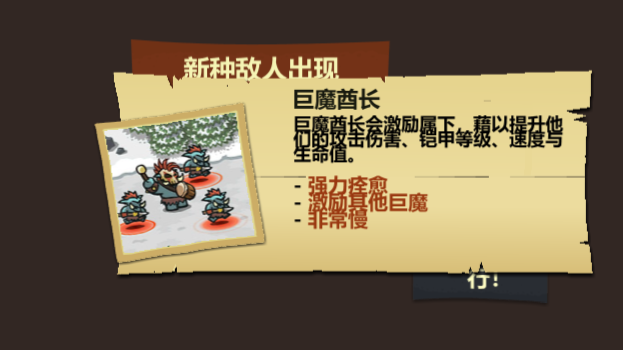 新种敌人出现
巨魔酋长
巨魔酋长会激励属下，藉以提升他
们的攻击伤害、铠甲等级、速度与
生命值。
- 强力痊愈
- 激励其他巨魔
- 非常慢
行!